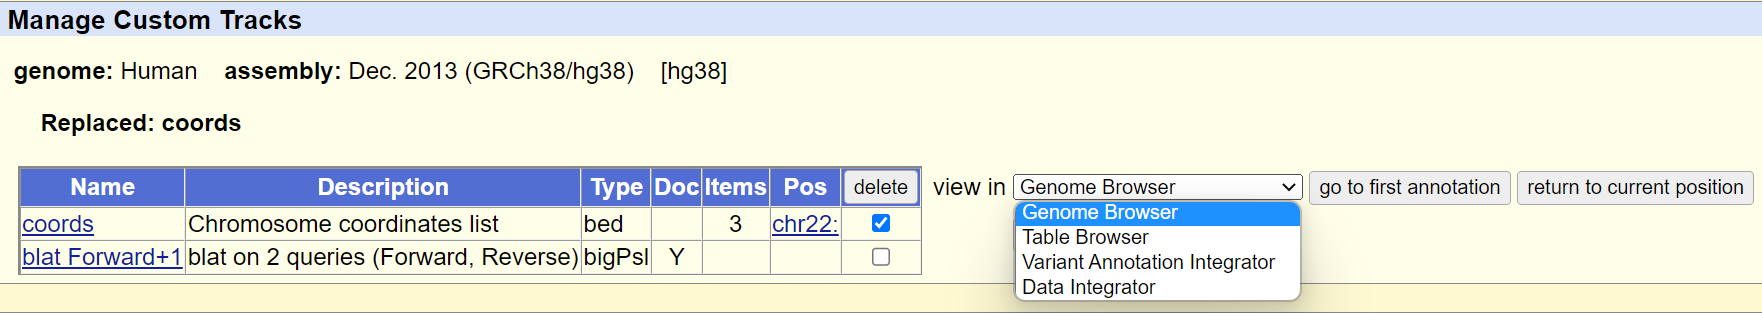 Manage Custom Tracks
genome: Human assembly: Dec. 2013 (GRCh38/hg38) [hg38]
Replaced: coords
Name Description Type Doc Items Pos delete view in Genome Browser go to first annotation return to current position
coords Chromosome coordinates list bed 3 chr22:
blat Forward+1 blat on 2 queries (Forward, Reverse) bigPsl Y
Genome Browser
Table Browser
Variant Annotation Integrator
Data Integrator